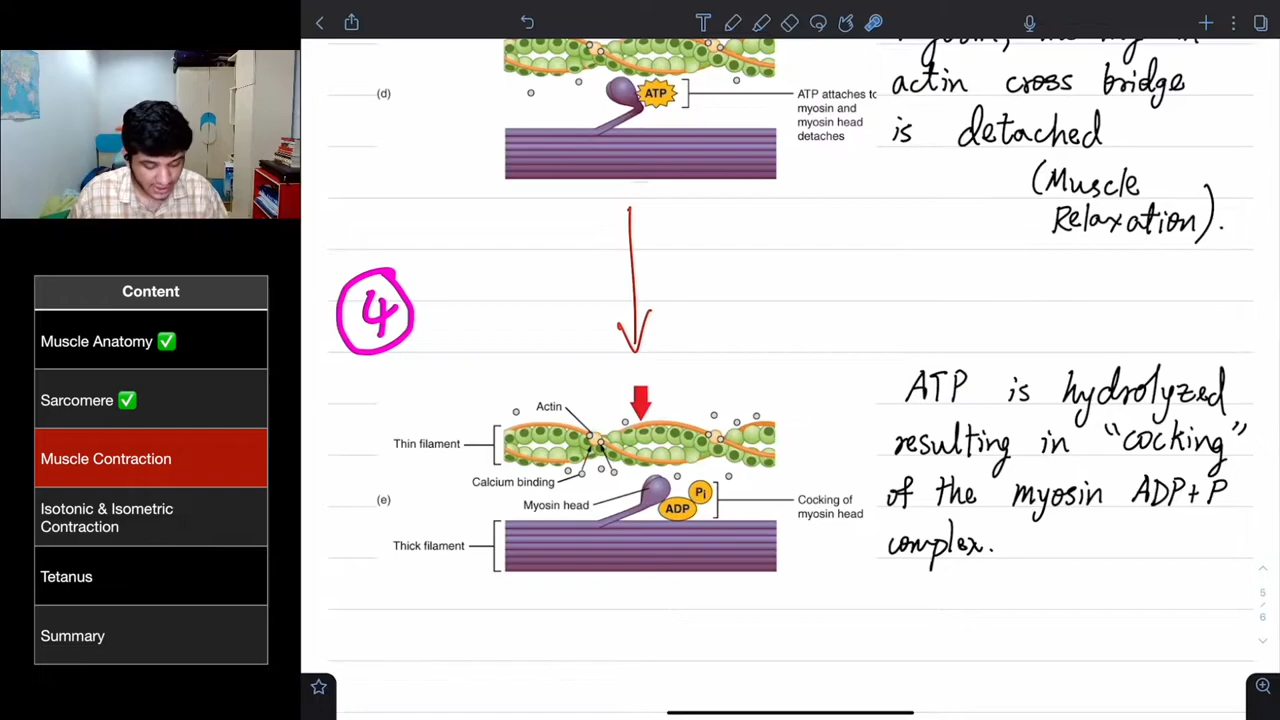 Content
Muscle Anatomy ✅
Sarcomere ✅
Muscle Contraction
Isotonic & Isometric
Contraction
Tetanus
Summary
(d)
ATP
ATP attaches to
myosin and
myosin head
detaches
actin cross bridge
is detached
(Muscle
Relaxation).
4
Actin
Thin filament
Calcium binding
(e)
Myosin head
Pi
ADP
Cocking of
myosin head
Thick filament
ATP is hydrolyzed
resulting in "cocking"
of the myosin ADP+P
complex.
5
/
6